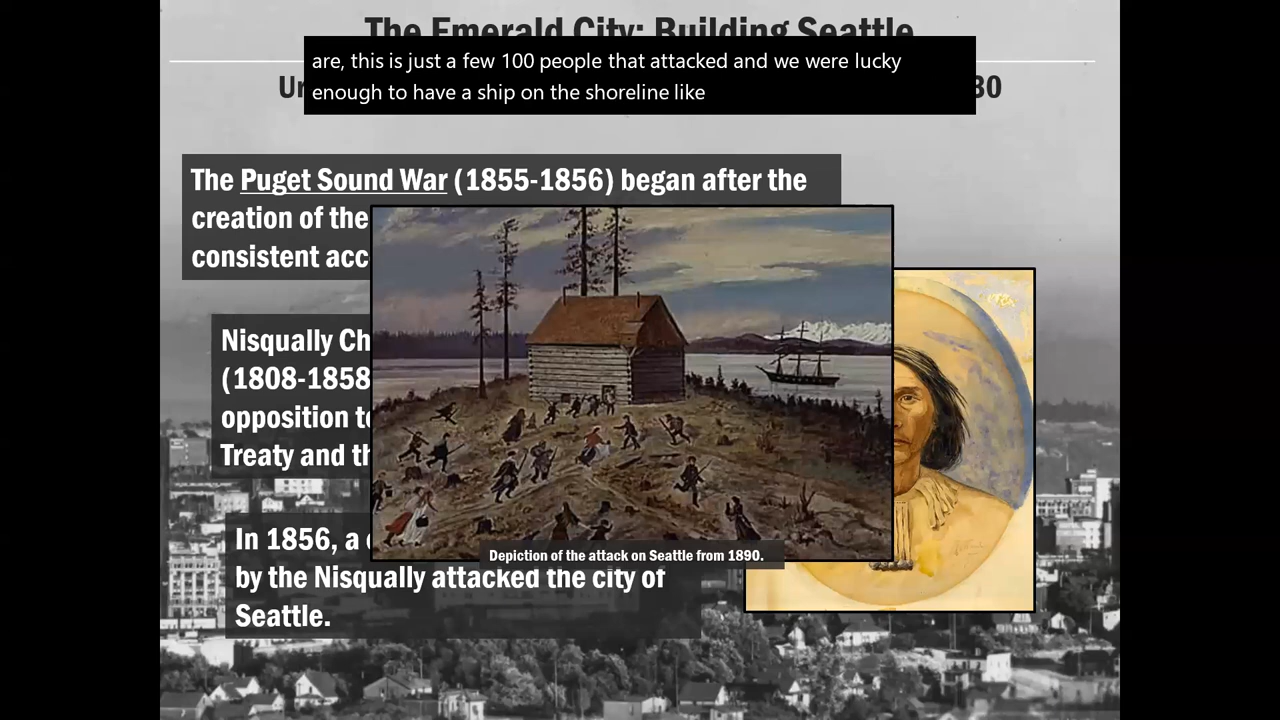 The Emerald City: Building Seattle
are, this is just a few 100 people that attacked and we were lucky
enough to have a ship on the shoreline like
30
The Puget Sound War (1855-1856) began after the
creation of the
consistent acc
Nisqually Ch
(1808-1858
opposition to
Treaty and th
In 1856, a
by the Nisqually attacked the city of
Seattle.
Depiction of the attack on Seattle from 1890.